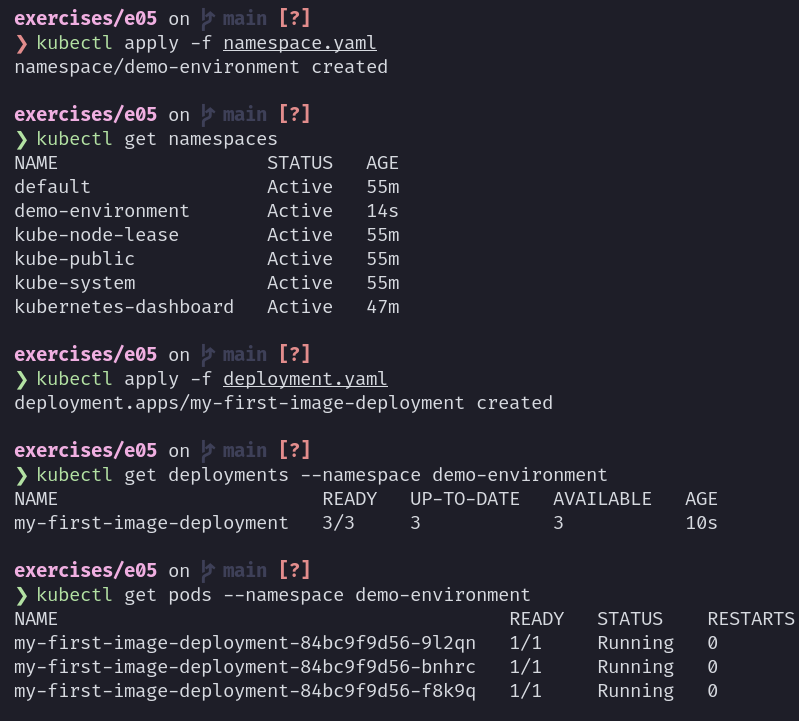 exercises/e05 on main [?]
❯ kubectl apply -f namespace.yaml
namespace/demo-environment created
exercises/e05 on main [?]
❯ kubectl get namespaces
NAME STATUS AGE
default Active 55m
demo-environment Active 14s
kube-node-lease Active 55m
kube-public Active 55m
kube-system Active 55m
kubernetes-dashboard Active 47m
exercises/e05 on main [?]
❯ kubectl apply -f deployment.yaml
deployment.apps/my-first-image-deployment created
exercises/e05 on main [?]
❯ kubectl get deployments --namespace demo-environment
NAME READY UP-TO-DATE AVAILABLE AGE
my-first-image-deployment 3/3 3 3 10s
exercises/e05 on main [?]
❯ kubectl get pods --namespace demo-environment
NAME READY STATUS RESTARTS
my-first-image-deployment-84bc9f9d56-9l2qn 1/1 Running 0
my-first-image-deployment-84bc9f9d56-bnhrc 1/1 Running 0
my-first-image-deployment-84bc9f9d56-f8k9q 1/1 Running 0